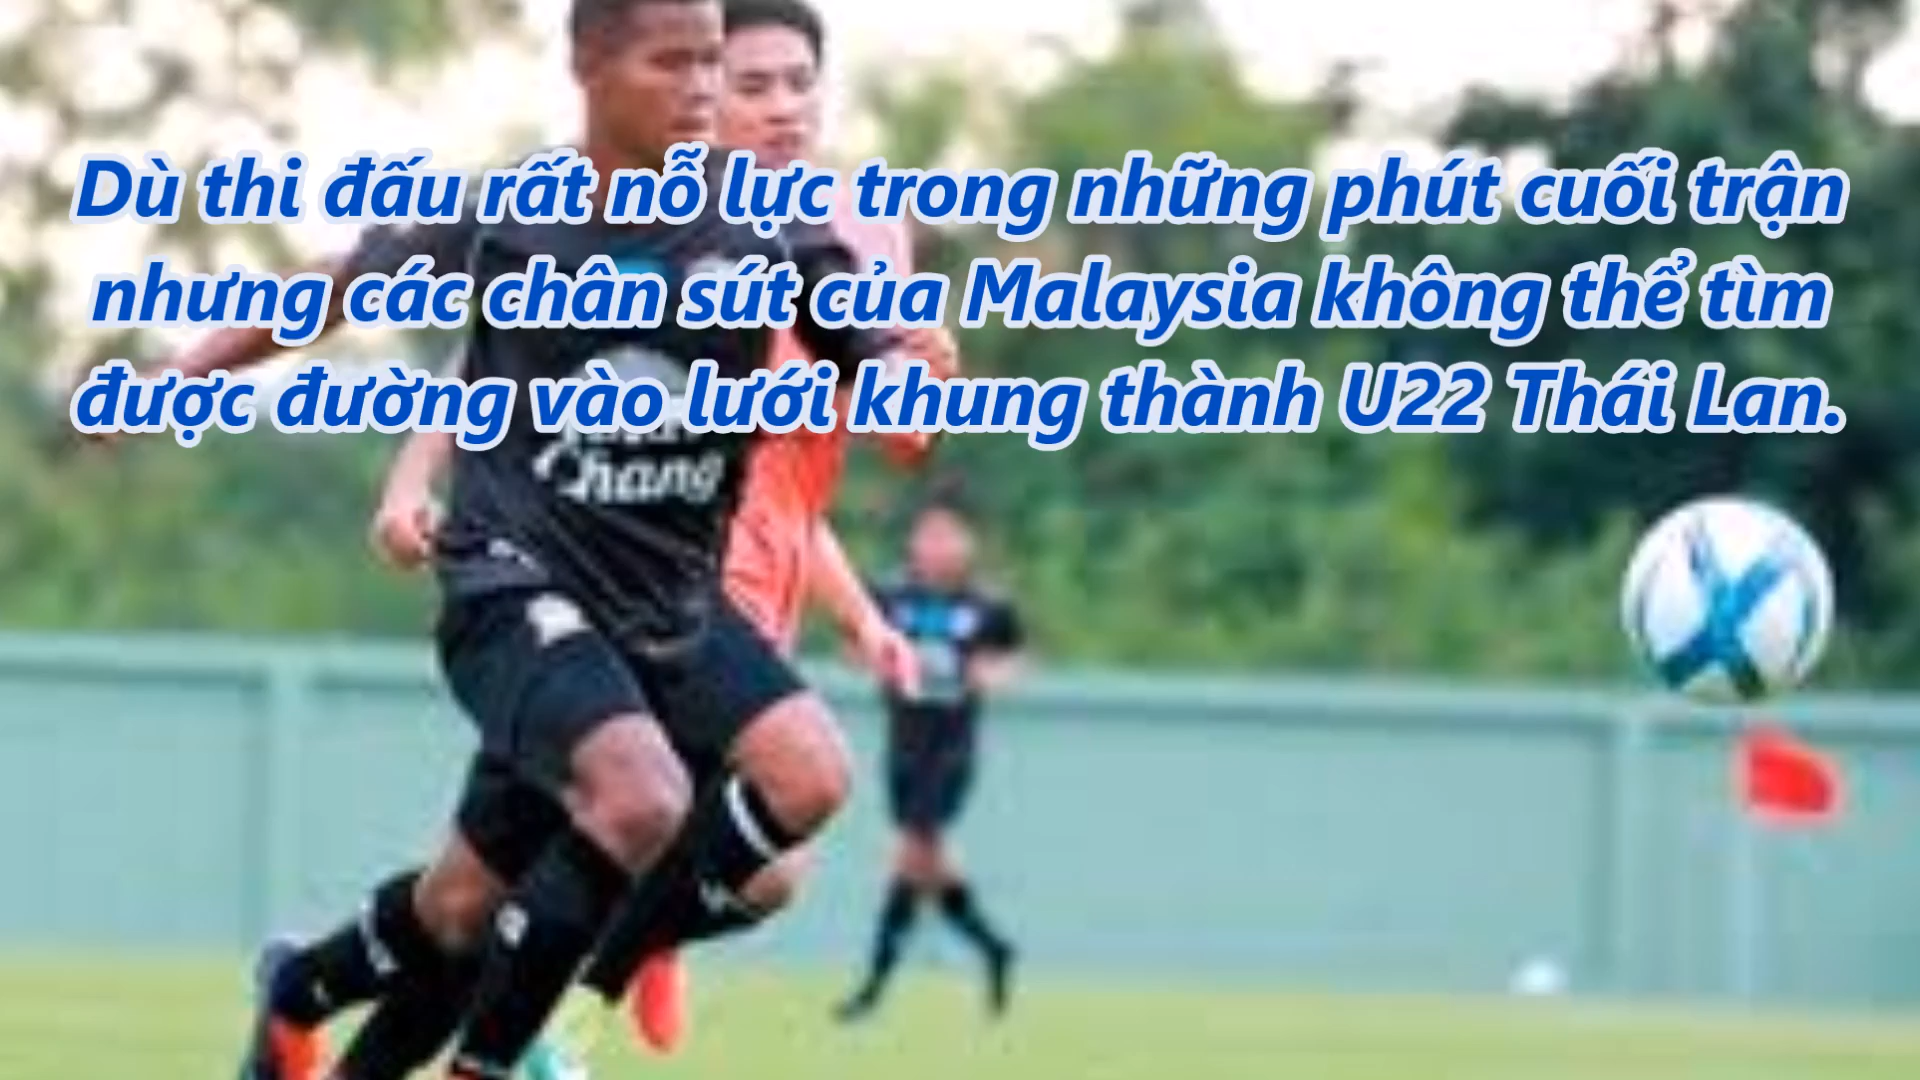 Dù thi đấu rất nỗ lực trong những phút cuối trận
nhưng các chân sút của Malaysia không thể tìm
được đường vào lưới khung thành U22 Thái Lan.
Chang